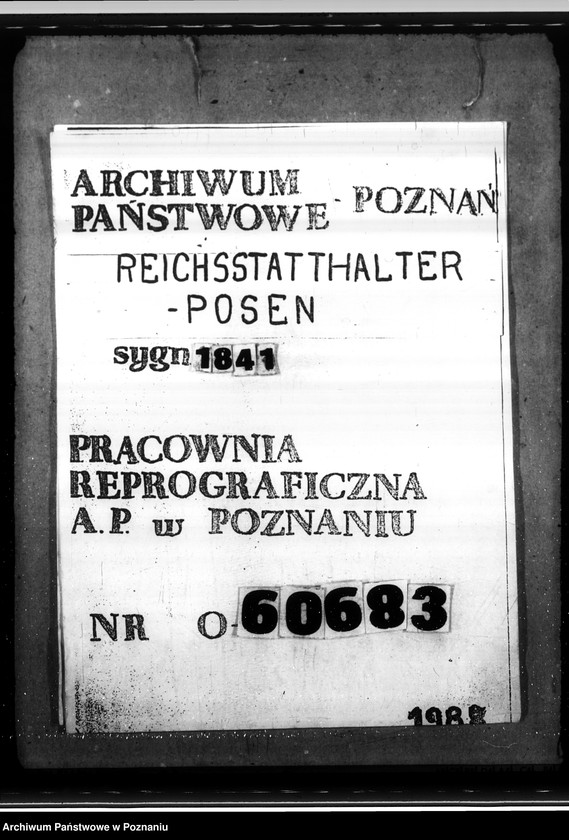 ARCHIWUM
PAŃSTWOWE - POZNAŃ
REICHSSTATTHALTER
-POSEN
sygn 1841
PRACOWNIA
REPROGRAFICZNA
A.P. w POZNANIU
NR O-60683
Archiwum Państwowe w Poznaniu